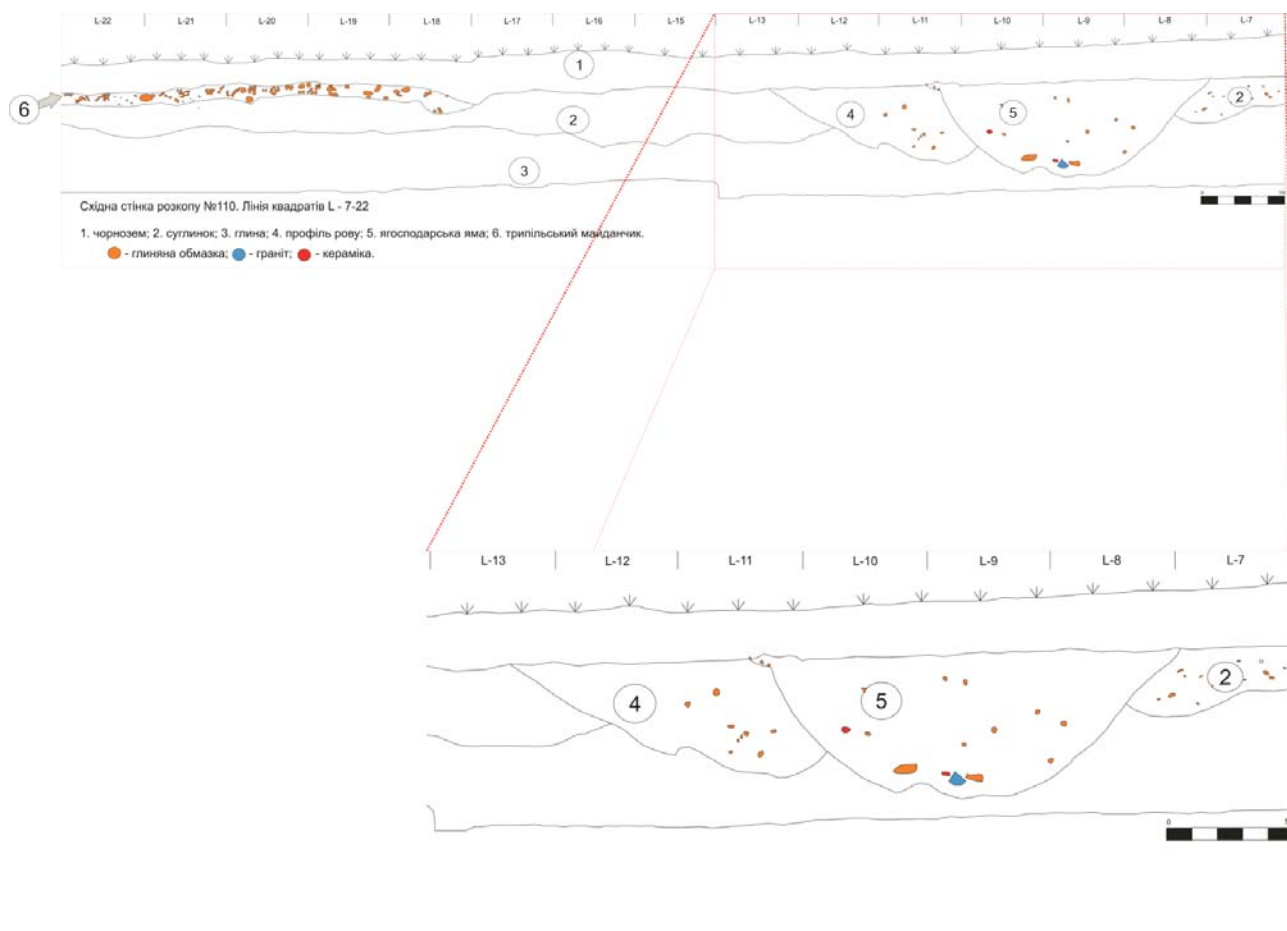 L-22 L-21 L-20 L-19 L-18 L-17 L-16 L-15 L-13 L-12 L-11 L-10 L-9 L-8 L-7
1
6
2
4
5
2
3
0
Східна стінка розкопу №110. Лінія квадратів L - 7-22
1. чорнозем; 2. суглинок; 3. глина; 4. профіль рову; 5. ягосподарська яма; 6. трипільський майданчик.
- глиняна обмазка; - граніт; - кераміка.
L-13 L-12 L-11 L-10 L-9 L-8 L-7
4
5
2
0